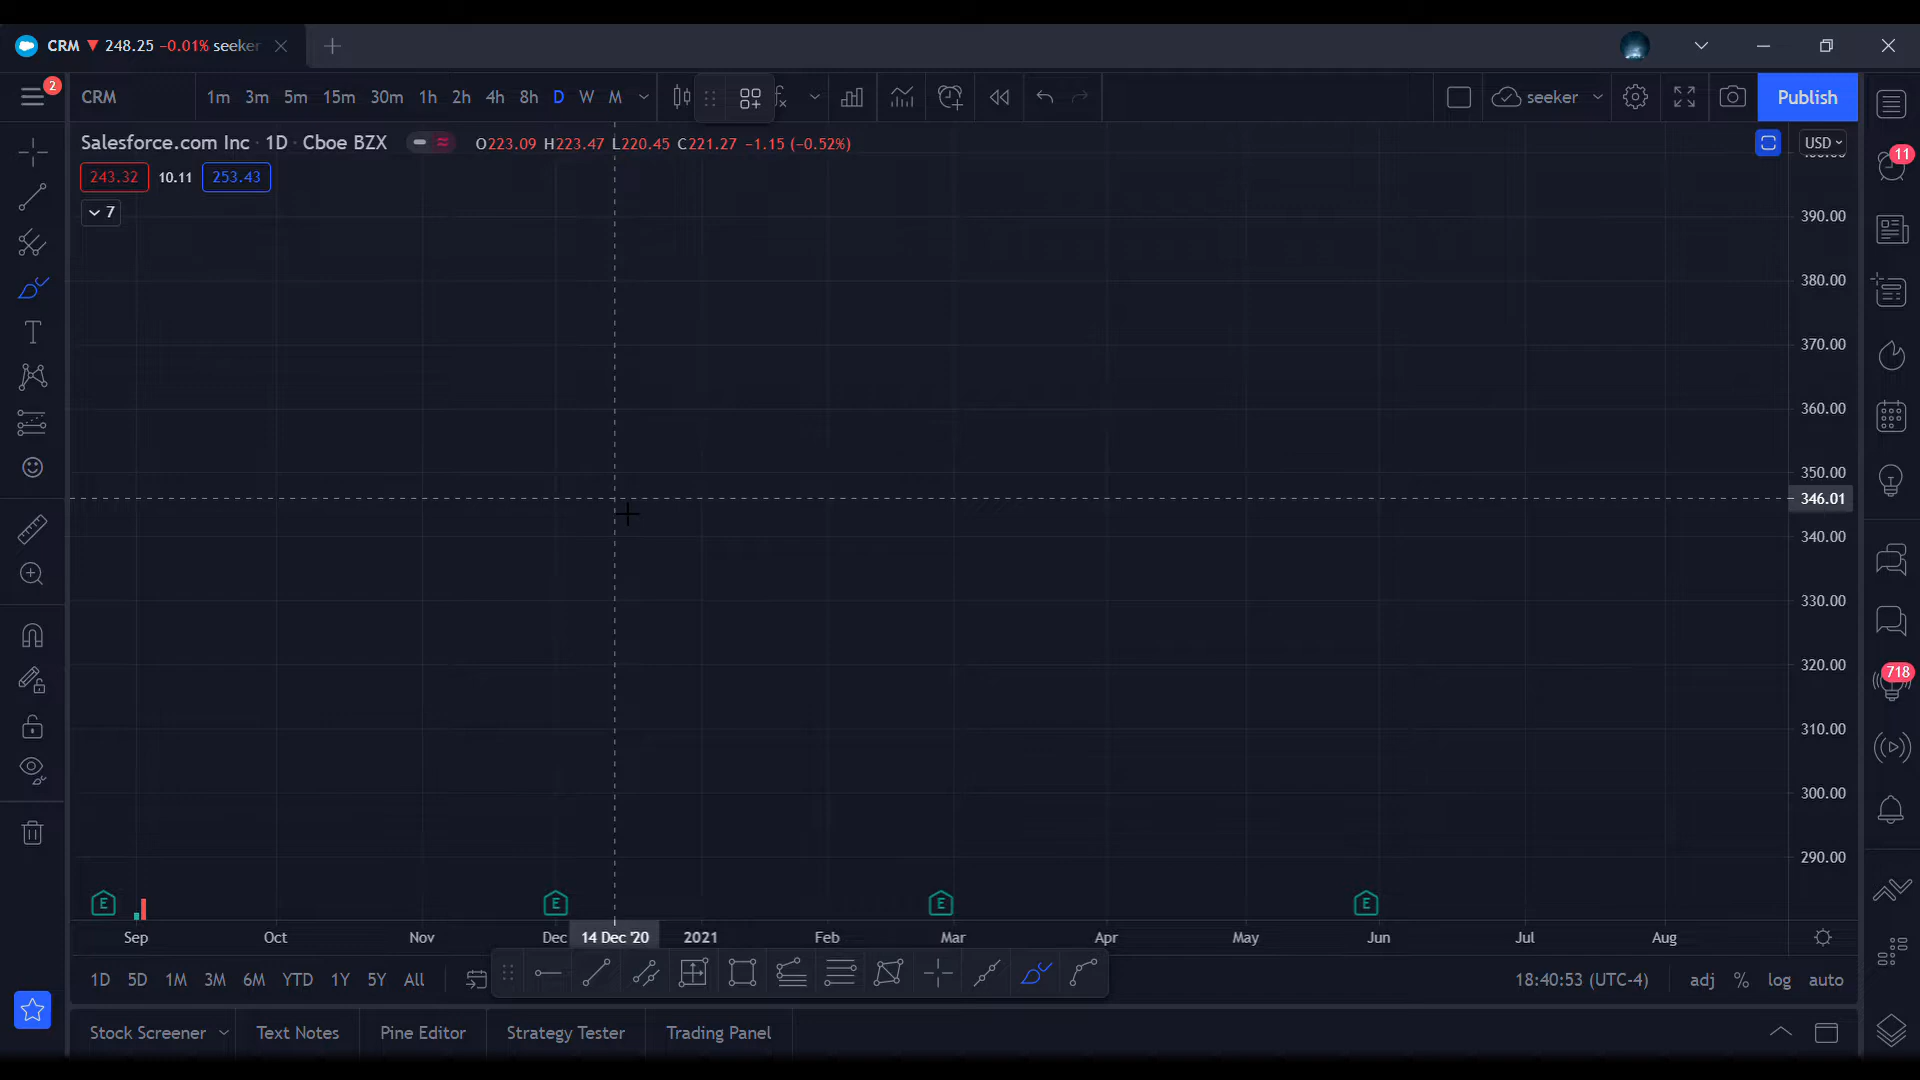 CRM ▼ 248.25 −0.01% seeker
2
CRM 1m 3m 5m 15m 30m 1h 2h 4h 8h D W M seeker Publish
Salesforce.com Inc · 1D · Cboe BZX O223.09 H223.47 L220.45 C221.27 −1.15 (−0.52%) USD
11
243.32 10.11 253.43
7
390.00
380.00
370.00
360.00
350.00
346.01
340.00
330.00
320.00
718
310.00
300.00
290.00
E E E E
Sep Oct Nov Dec 14 Dec '20 2021 Feb Mar Apr May Jun Jul Aug
1D 5D 1M 3M 6M YTD 1Y 5Y All 18:40:53 (UTC-4) adj % log auto
Stock Screener Text Notes Pine Editor Strategy Tester Trading Panel